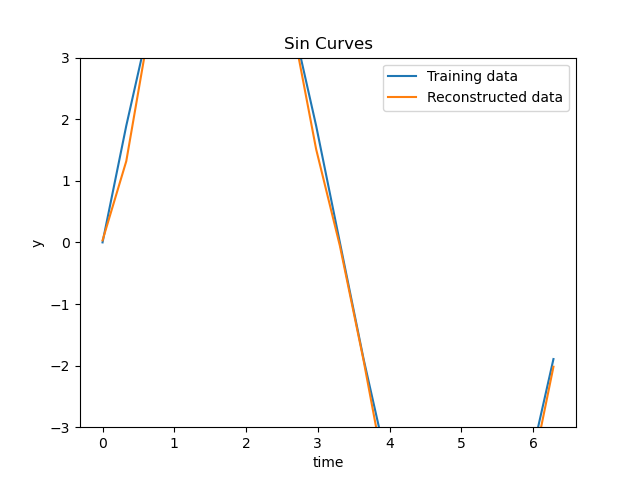 Sin Curves
Training data
Reconstructed data
3
2
1
0
−1
−2
−3
y
0 1 2 3 4 5 6
time